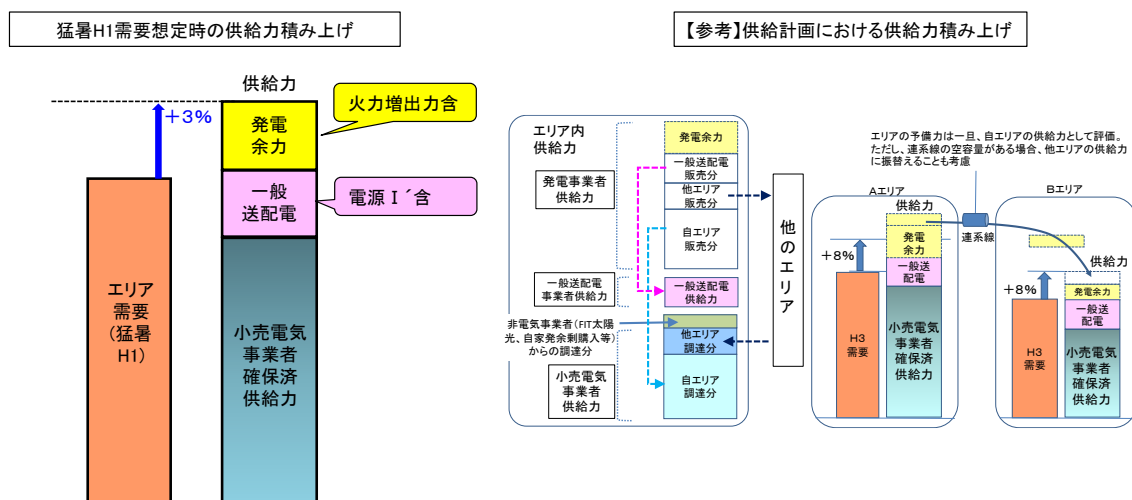 猛暑H1需要想定時の供給力積み上げ
供給力
+3%
発電
余力
火力増出力含
一般
送配電
電源Ⅰ´含
エリア
需要
(猛暑
H1)
小売電気
事業者
確保済
供給力
【参考】供給計画における供給力積み上げ
エリア内
供給力
発電事業者
供給力
発電余力
一般送配電
販売分
他エリア
販売分
自エリア
販売分
一般送配電
事業者供給力
一般送配電
供給力
非電気事業者(FIT太陽
光、自家発余剰購入等)
からの調達分
他エリア
調達分
小売電気
事業者
供給力
自エリア
調達分
他のエリア
エリアの予備力は一旦、自エリアの供給力として評価。
ただし、連系線の空容量がある場合、他エリアの供給力
に振替えることも考慮
Aエリア
供給力
+8%
発電
余力
一般送
配電
H3
需要
小売電気
事業者
確保済
供給力
連系線
Bエリア
供給力
+8%
発電余力
一般送
配電
H3
需要
小売電気
事業者
確保済
供給力